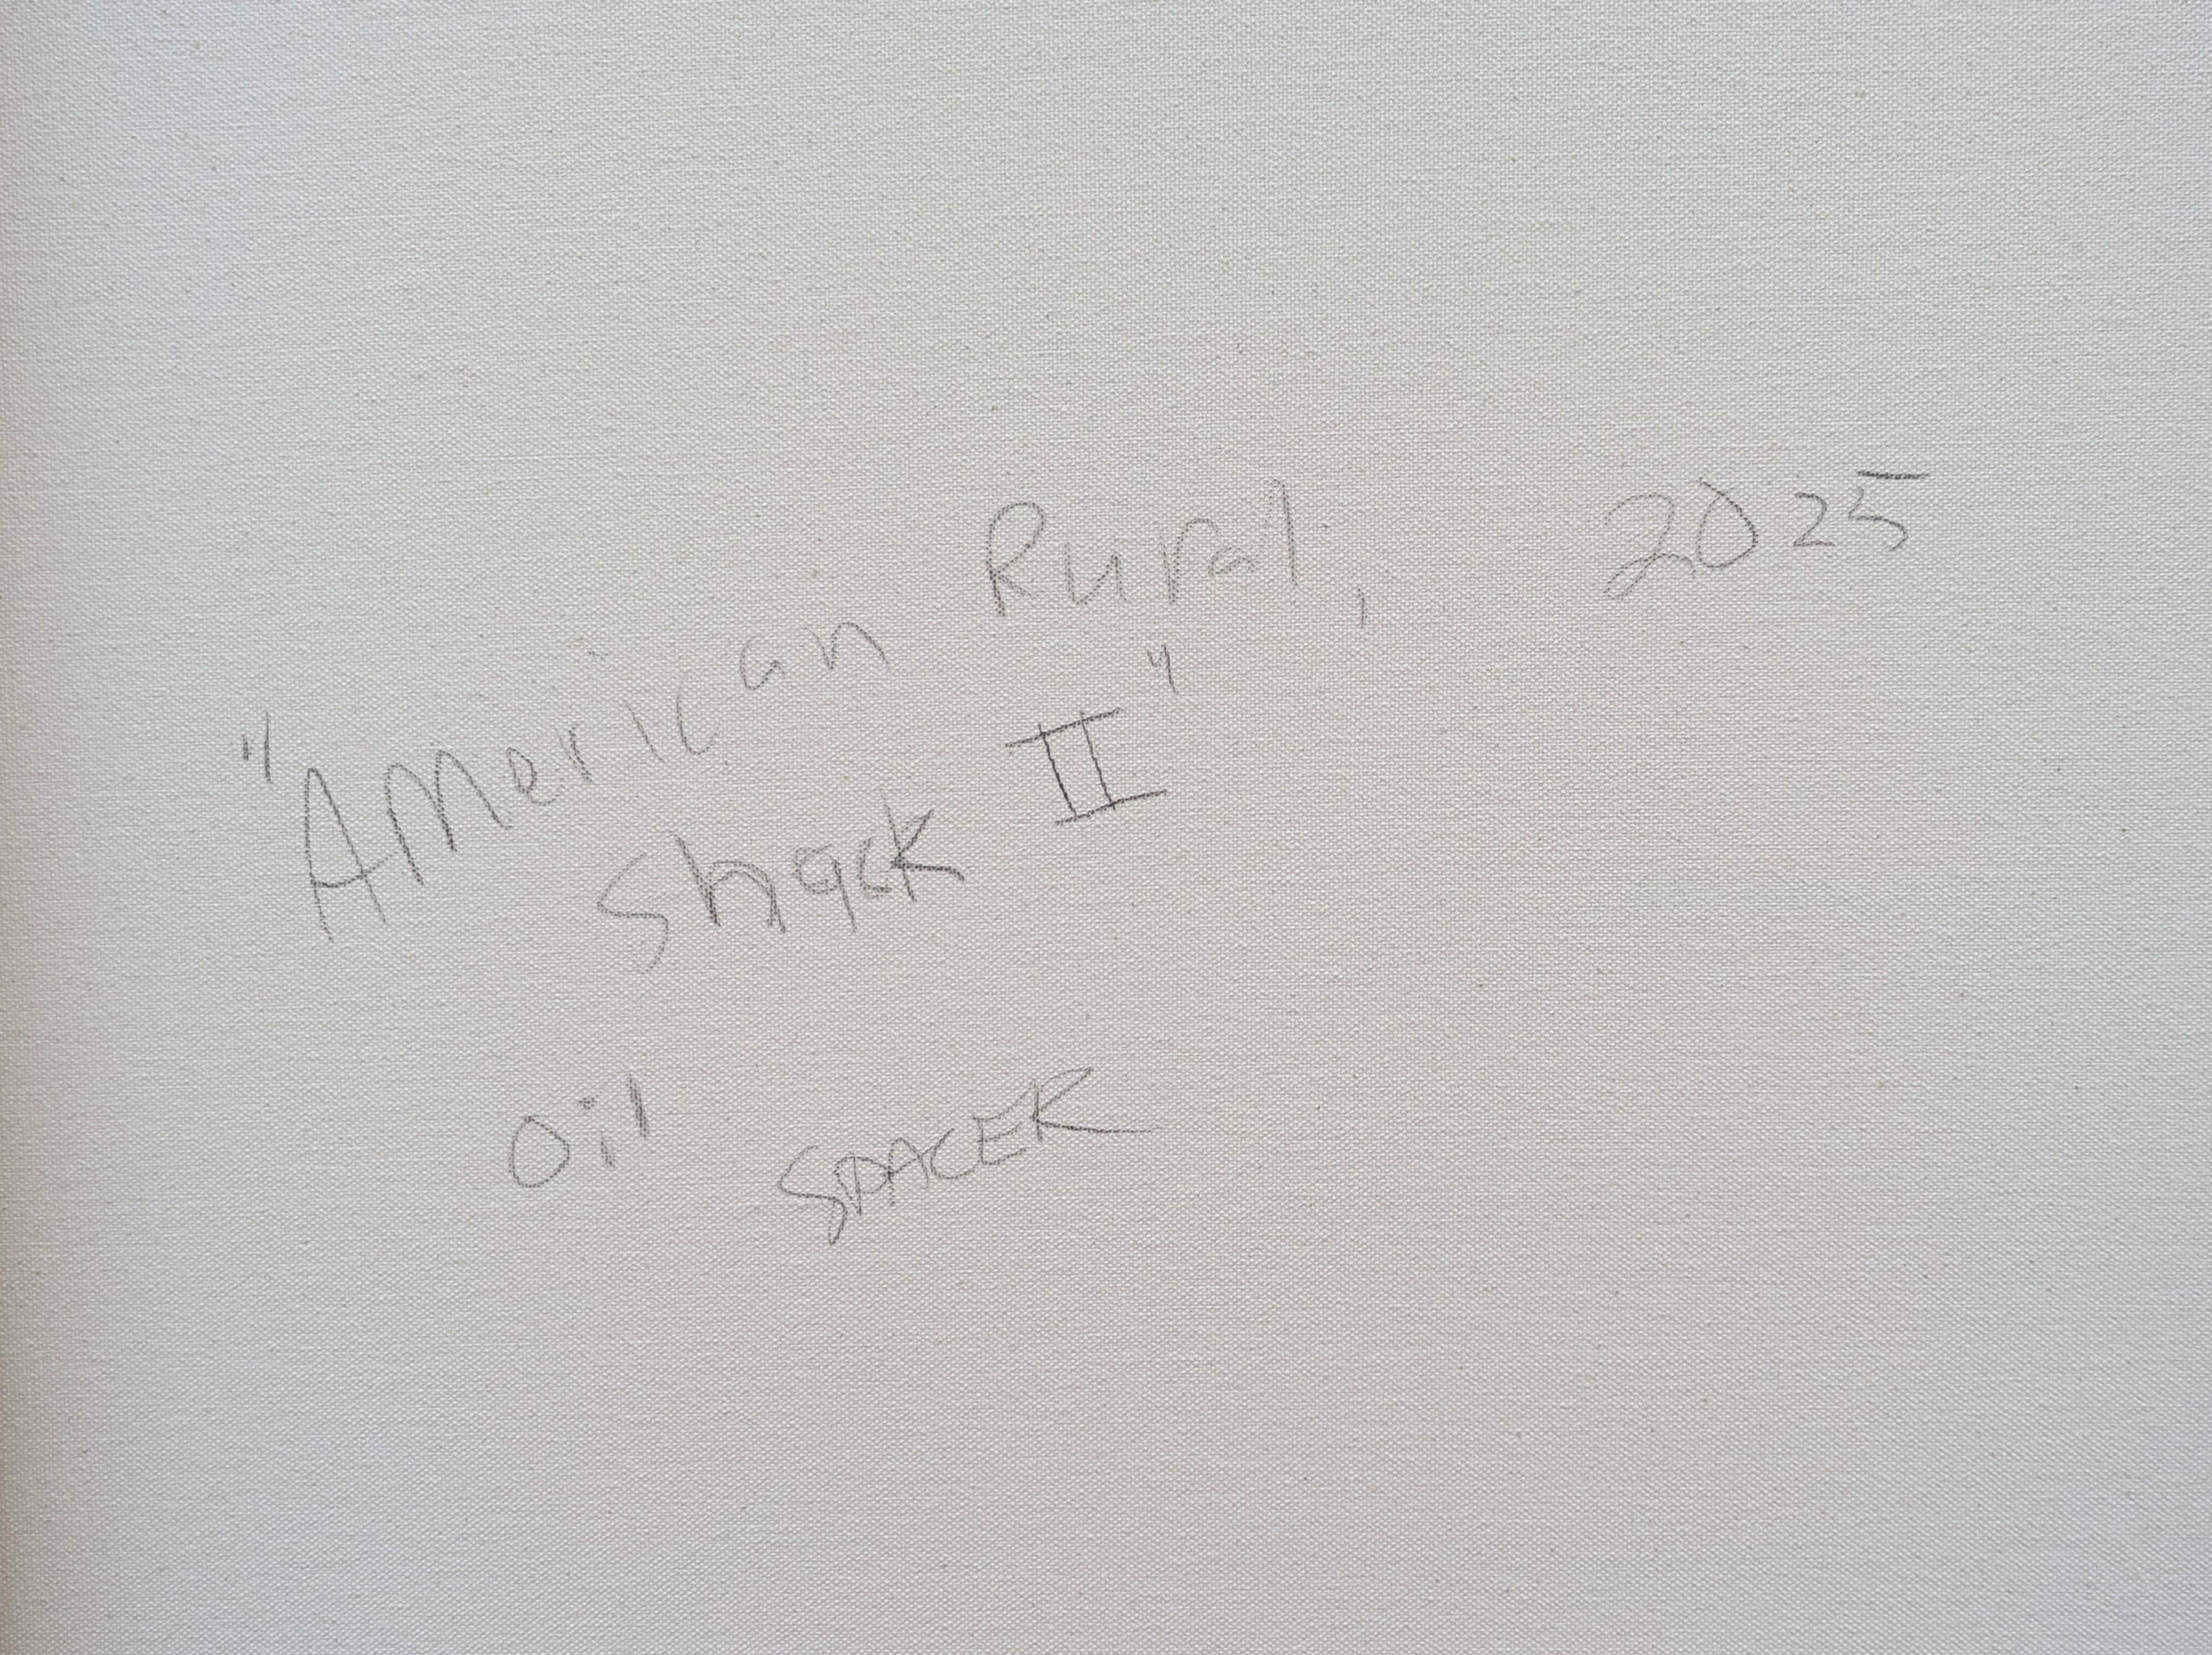 "American Rural, 2025
Shack II"
Oil SPACER